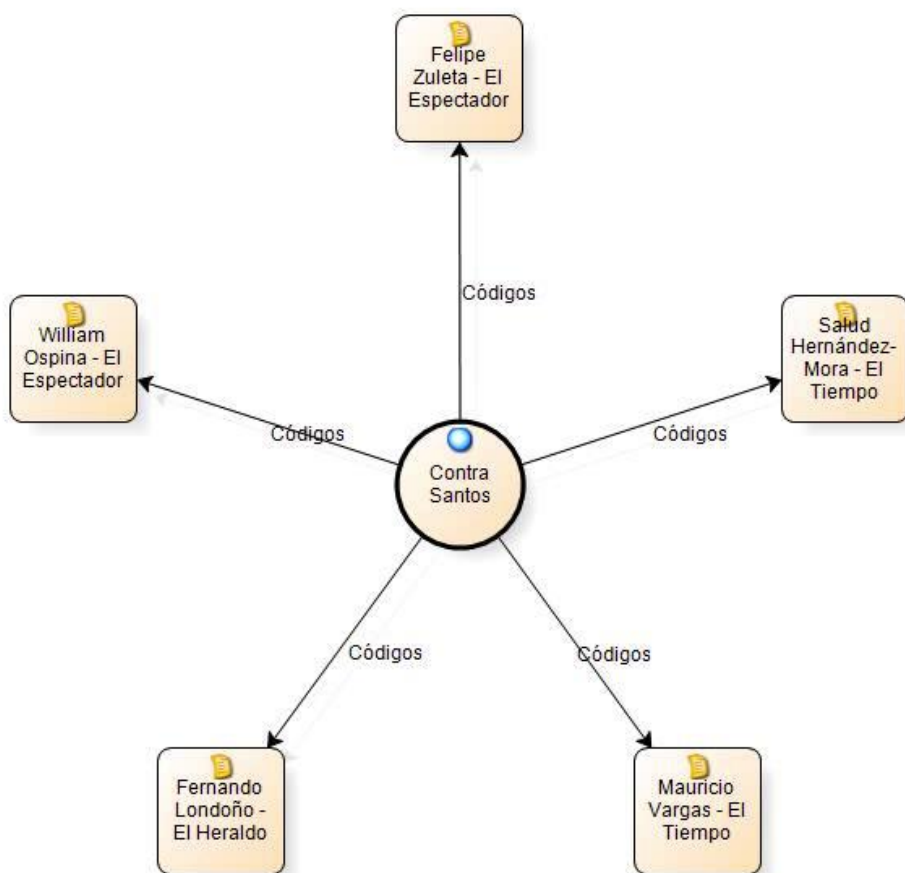 Felipe
Zuleta - El
Espectador
Códigos
William
Ospina - El
Espectador
Salud
Hernández-
Mora - El
Tiempo
Códigos
Códigos
Contra
Santos
Códigos
Códigos
Fernando
Londoño -
El Heraldo
Mauricio
Vargas - El
Tiempo